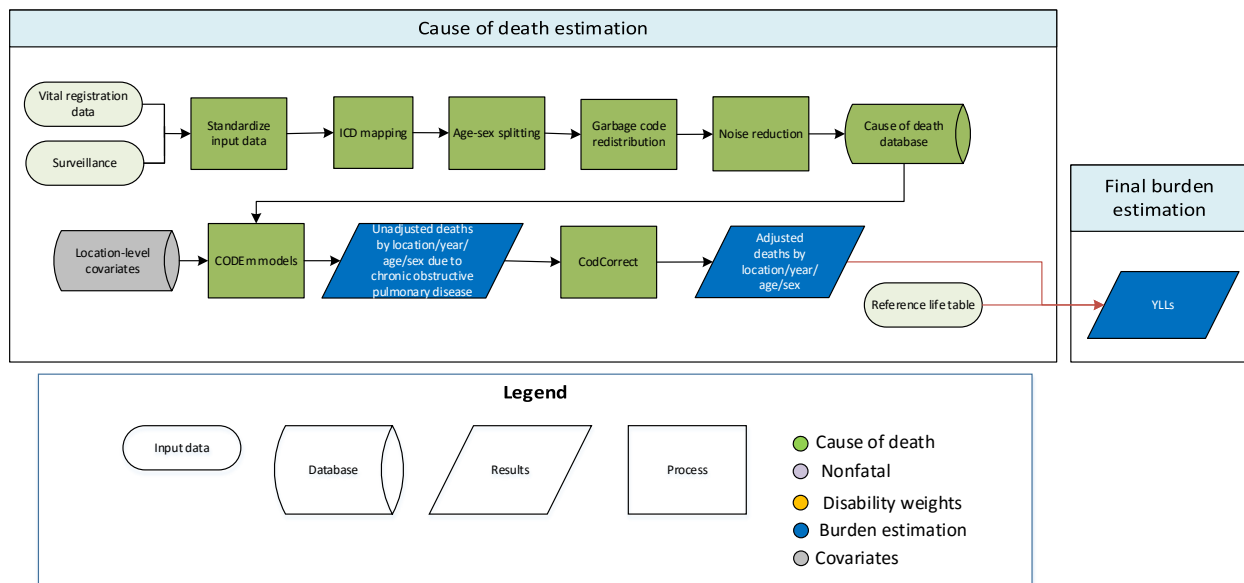 Cause of death estimation
Vital registration
data
Surveillance
Standardize
input data
ICD mapping
Age-sex splitting
Garbage code
redistribution
Noise reduction
Cause of death
database
Final burden
estimation
Location-level
covariates
CODEm models
Unadjusted deaths
by location/year/
age/sex due to
chronic obstructive
pulmonary disease
CodCorrect
Adjusted
deaths by
location/year/
age/sex
Reference life table
YLLs
Legend
Input data
Database
Results
Process
Cause of death
Nonfatal
Disability weights
Burden estimation
Covariates